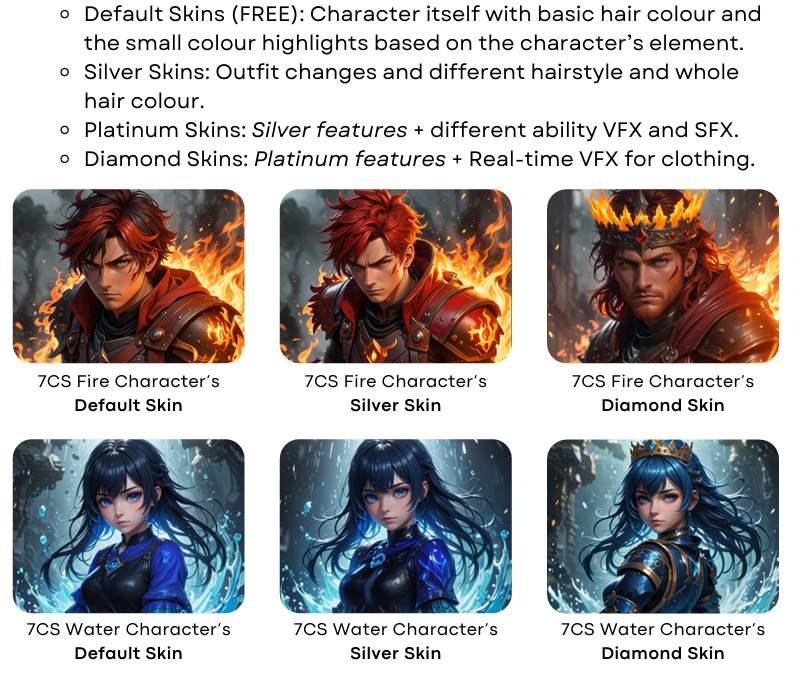 Default Skins (FREE): Character itself with basic hair colour and
the small colour highlights based on the character's element.
Silver Skins: Outfit changes and different hairstyle and whole
hair colour.
Platinum Skins: Silver features + different ability VFX and SFX.
Diamond Skins: Platinum features + Real-time VFX for clothing.
7CS Fire Character's
Default Skin
7CS Fire Character's
Silver Skin
7CS Fire Character's
Diamond Skin
7CS Water Character's
Default Skin
7CS Water Character's
Silver Skin
7CS Water Character's
Diamond Skin